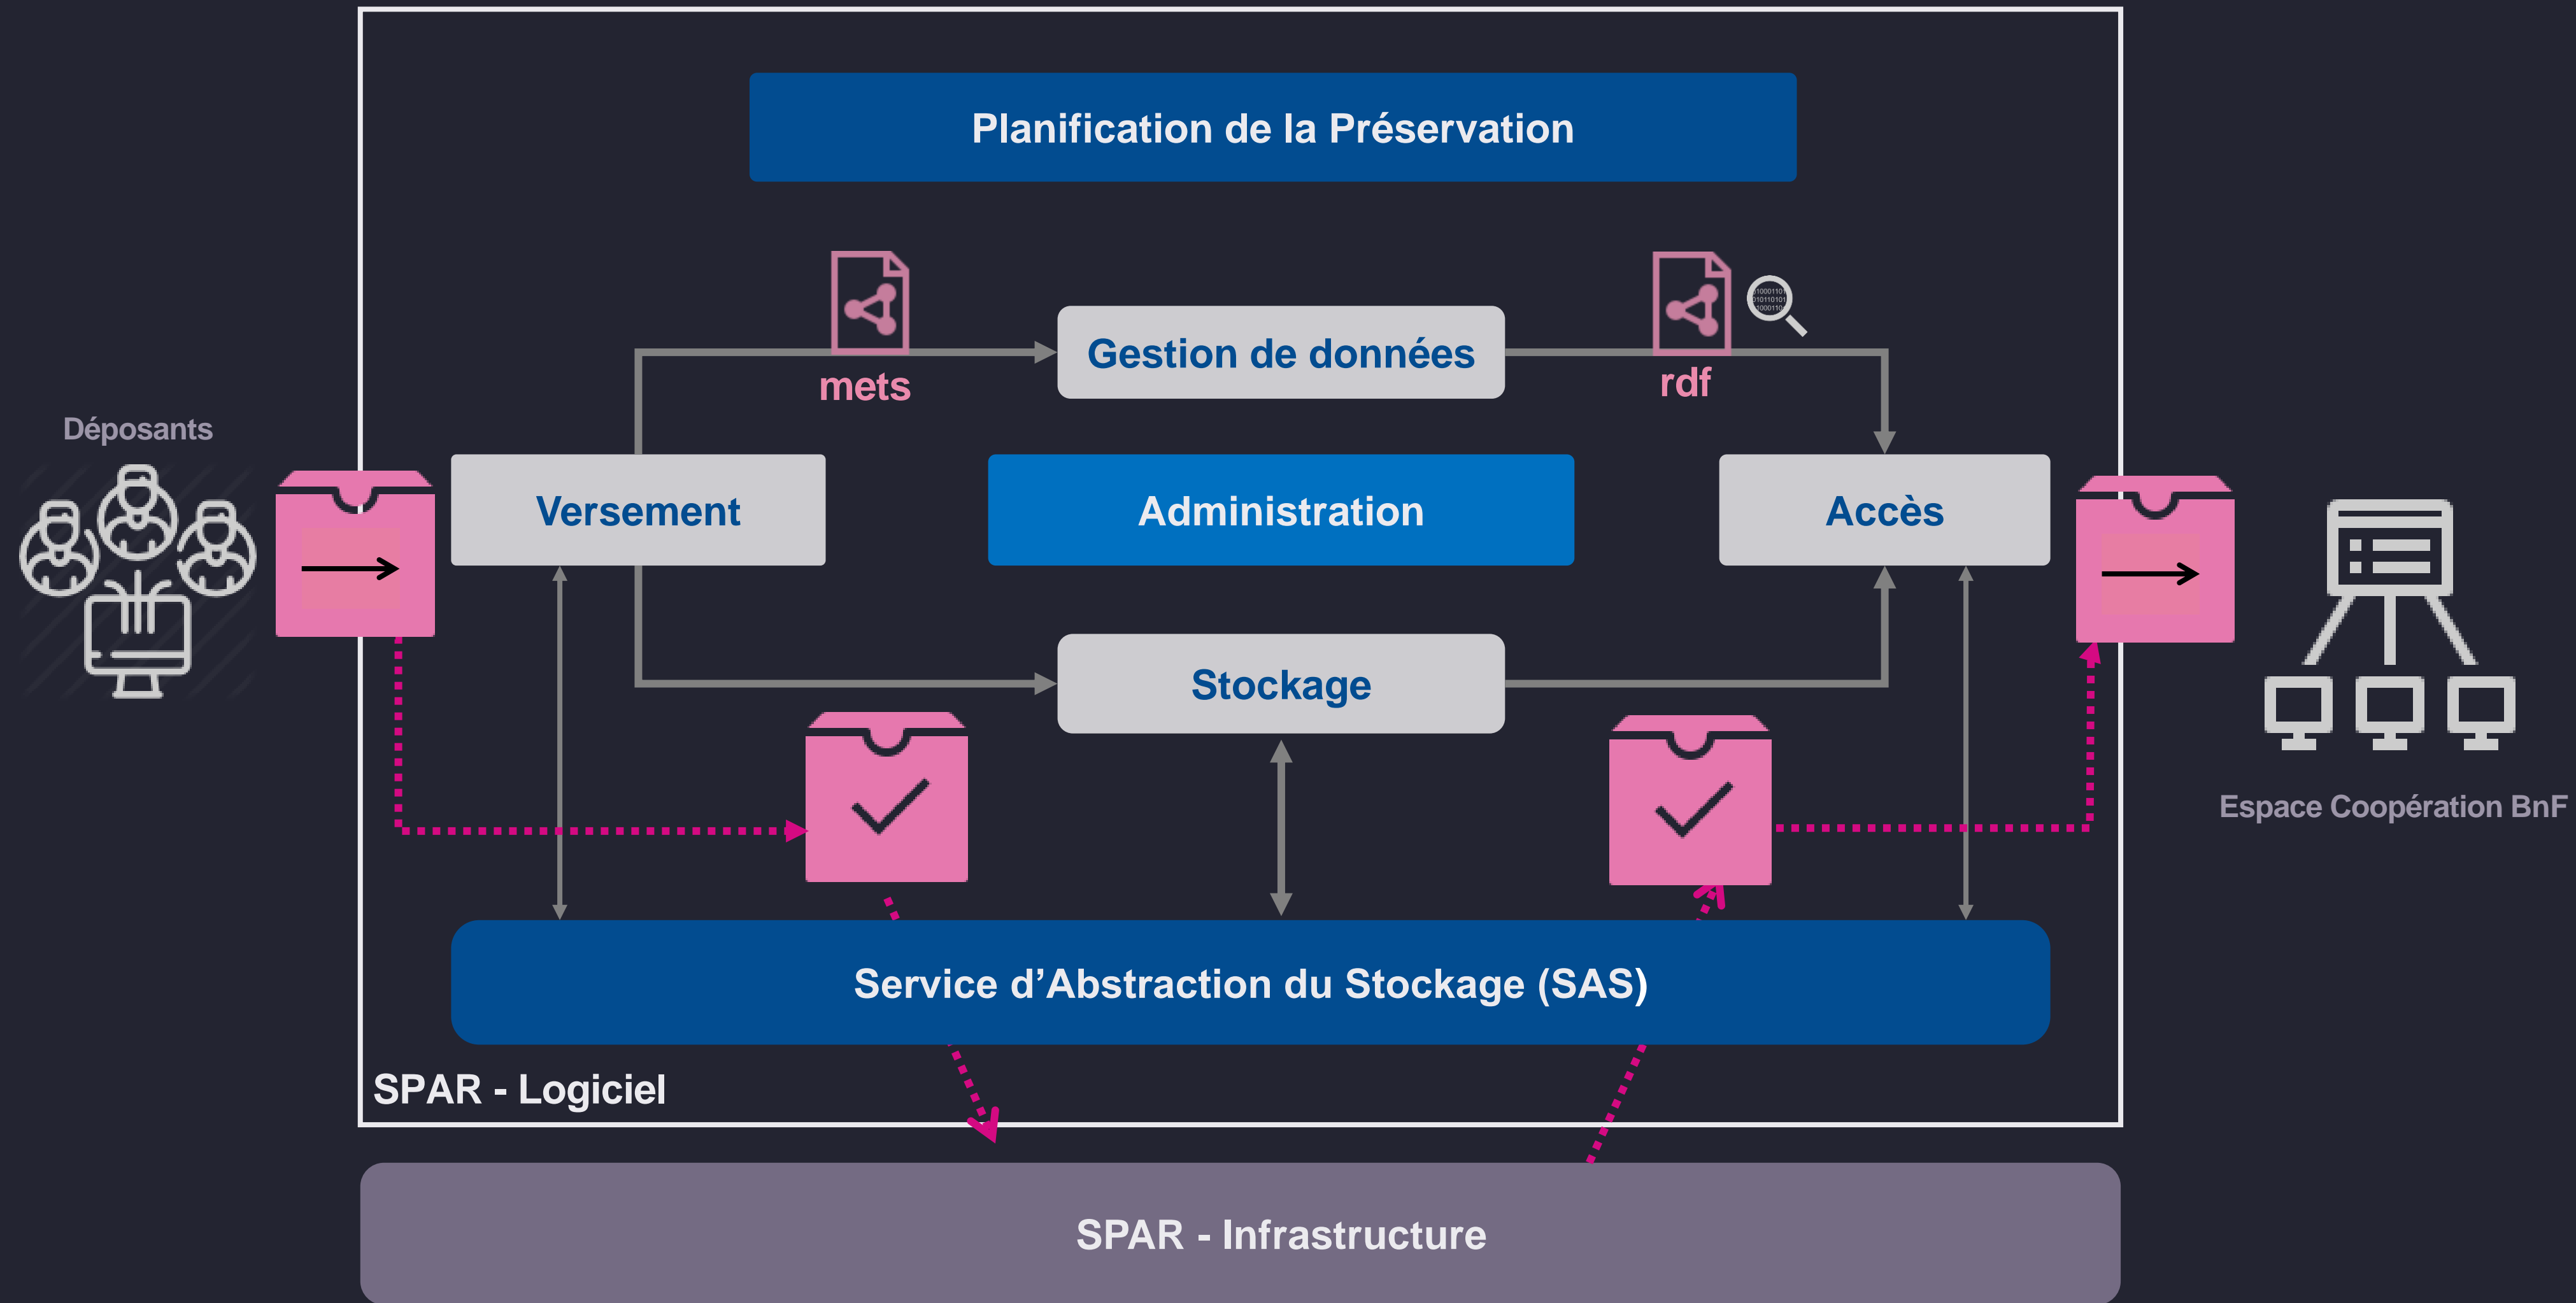 Planification de la Préservation
Gestion de données
mets
rdf
Déposants
Versement
Administration
Accès
Stockage
Espace Coopération BnF
Service d’Abstraction du Stockage (SAS)
SPAR - Logiciel
SPAR - Infrastructure